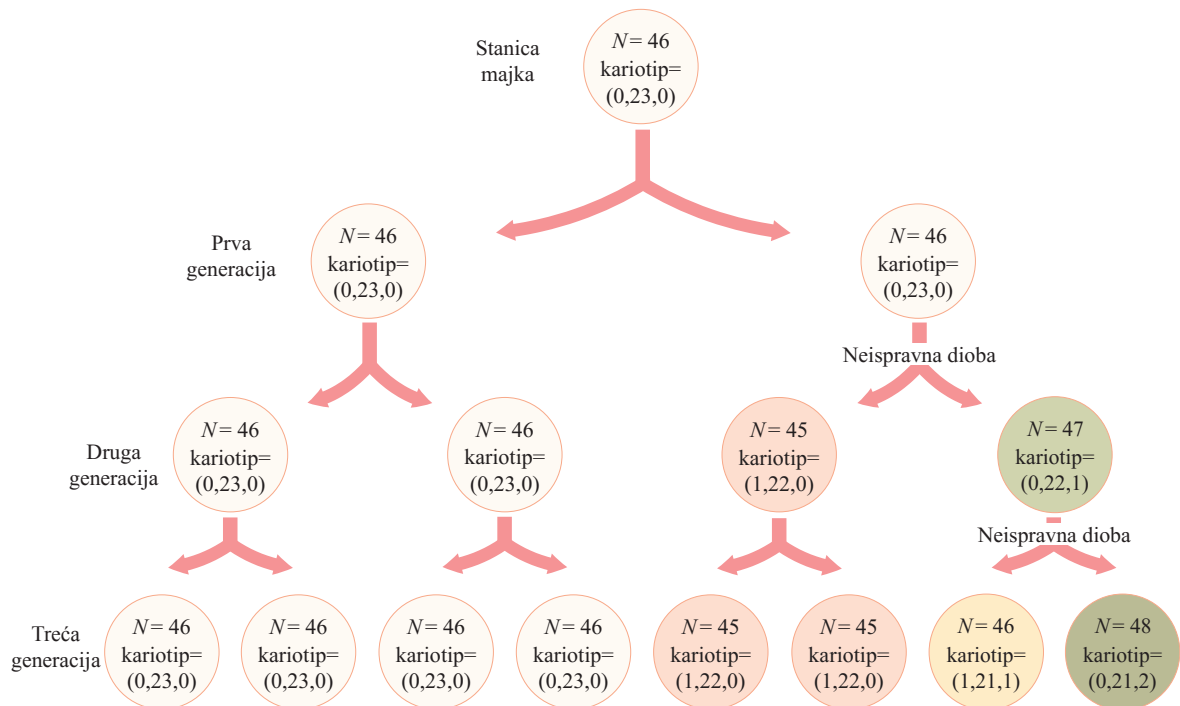 Stanica
majka
N = 46
kariotip=
(0,23,0)
Prva
generacija
N = 46
kariotip=
(0,23,0)
N = 46
kariotip=
(0,23,0)
Neispravna dioba
Druga
generacija
N = 46
kariotip=
(0,23,0)
N = 46
kariotip=
(0,23,0)
N = 45
kariotip=
(1,22,0)
N = 47
kariotip=
(0,22,1)
Neispravna dioba
Treća
generacija
N = 46
kariotip=
(0,23,0)
N = 46
kariotip=
(0,23,0)
N = 46
kariotip=
(0,23,0)
N = 46
kariotip=
(0,23,0)
N = 45
kariotip=
(1,22,0)
N = 45
kariotip=
(1,22,0)
N = 46
kariotip=
(1,21,1)
N = 48
kariotip=
(0,21,2)